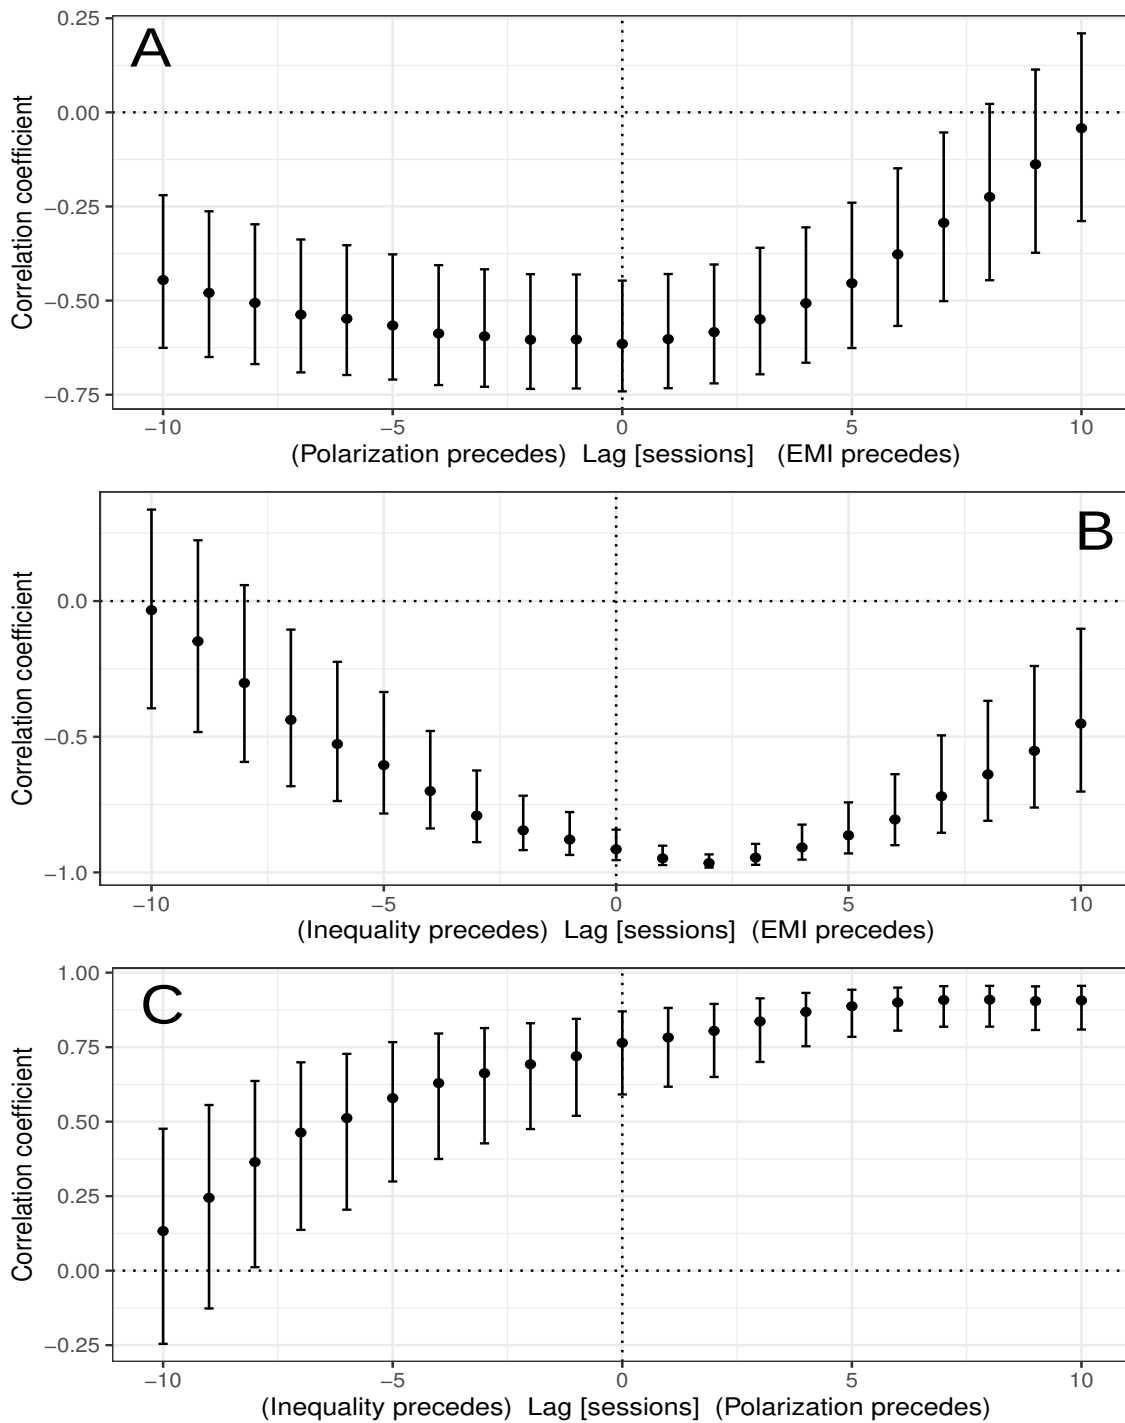 A
Correlation coefficient
0.25
0.00
−0.25
−0.50
−0.75
−10 −5 0 5 10
(Polarization precedes) Lag [sessions] (EMI precedes)
B
Correlation coefficient
0.0
−0.5
−1.0
−10 −5 0 5 10
(Inequality precedes) Lag [sessions] (EMI precedes)
C
Correlation coefficient
1.00
0.75
0.50
0.25
0.00
−0.25
−10 −5 0 5 10
(Inequality precedes) Lag [sessions] (Polarization precedes)